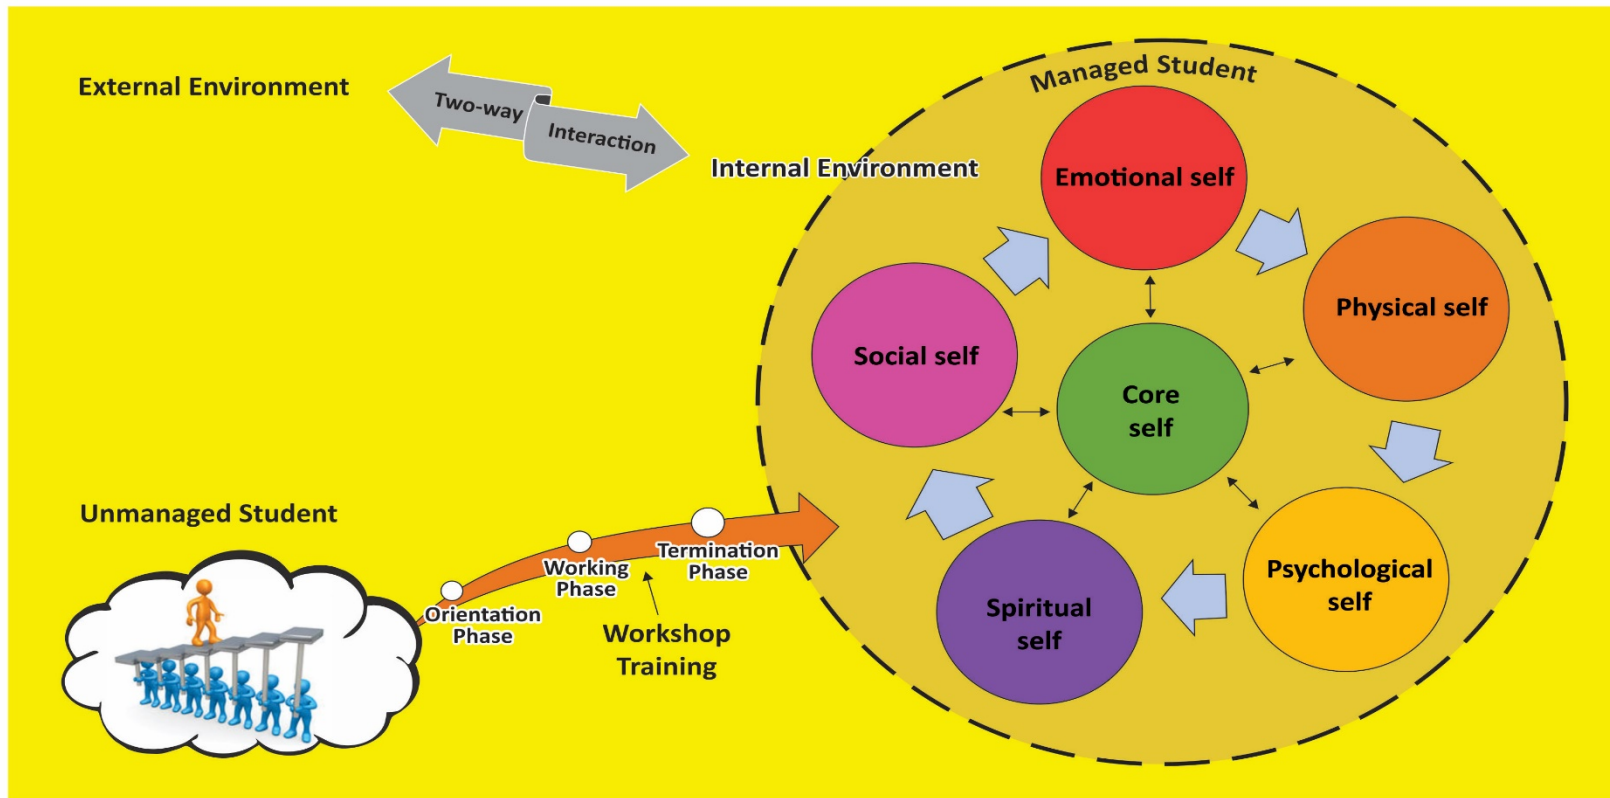 External Environment
Two-way
Interaction
Managed Student
Internal Environment
Emotional self
Physical self
Social self
Core
self
Psychological
self
Spiritual
self
Unmanaged Student
Orientation
Phase
Working
Phase
Termination
Phase
Workshop
Training